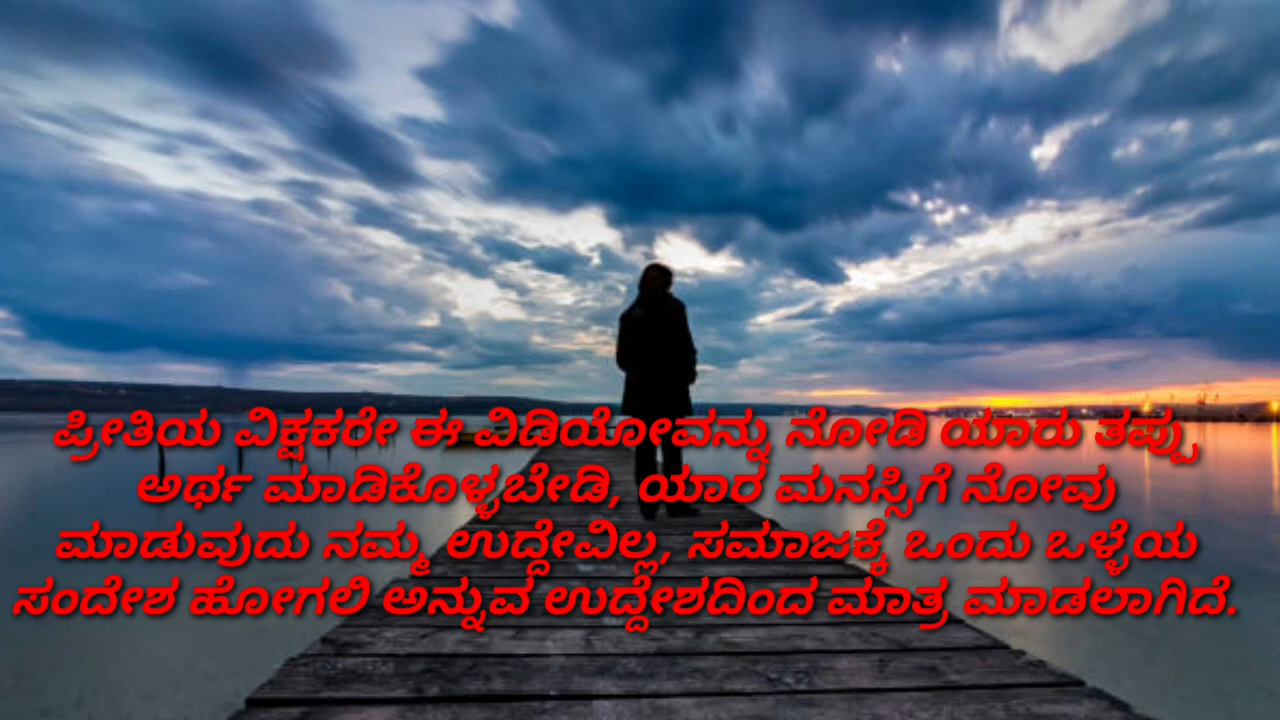 ಪ್ರೀತಿಯ ವಿಕ್ಷಕರೇ ಈ ವಿಡಿಯೋವನ್ನು ನೋಡಿ ಯಾರು ತಪ್ಪು
ಅರ್ಥ ಮಾಡಿಕೊಳ್ಳಬೇಡಿ, ಯಾರ ಮನಸ್ಸಿಗೆ ನೋವು
ಮಾಡುವುದು ನಮ್ಮ ಉದ್ದೇವಿಲ್ಲ, ಸಮಾಜಕ್ಕೆ ಒಂದು ಒಳ್ಳೆಯ
ಸಂದೇಶ ಹೋಗಲಿ ಅನ್ನುವ ಉದ್ದೇಶದಿಂದ ಮಾತ್ರ ಮಾಡಲಾಗಿದೆ.